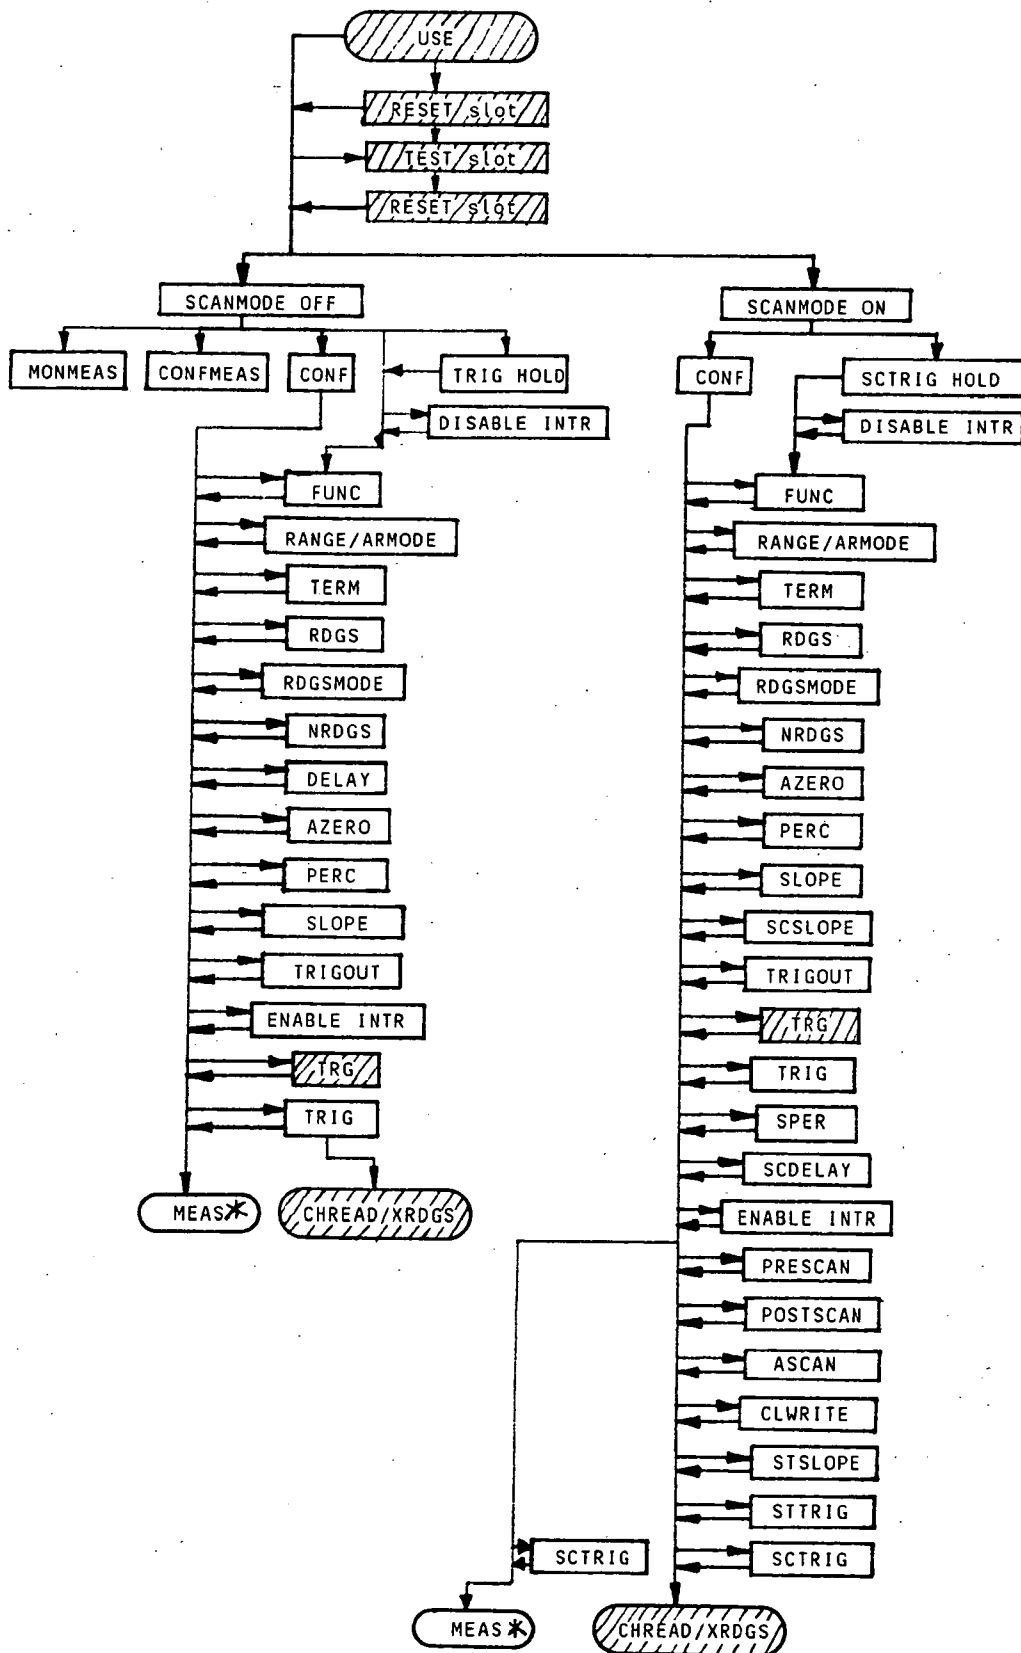 USE
RESET slot
TEST slot
RESET slot
SCANMODE OFF
MONMEAS
CONFMEAS
CONF
TRIG HOLD
DISABLE INTR
FUNC
RANGE/ARMODE
TERM
RDGS
RDGSMODE
NRDGS
DELAY
AZERO
PERC
SLOPE
TRIGOUT
ENABLE INTR
TRG
TRIG
MEAS*
CHREAD/XRDGS
SCANMODE ON
CONF
SCTRIG HOLD
DISABLE INTR
FUNC
RANGE/ARMODE
TERM
RDGS
RDGSMODE
NRDGS
AZERO
PERC
SLOPE
SCSLOPE
TRIGOUT
TRG
TRIG
SPER
SCDELAY
ENABLE INTR
PRESCAN
POSTSCAN
ASCAN
CLWRITE
STSLOPE
STTRIG
SCTRIG
SCTRIG
MEAS*
CHREAD/XRDGS